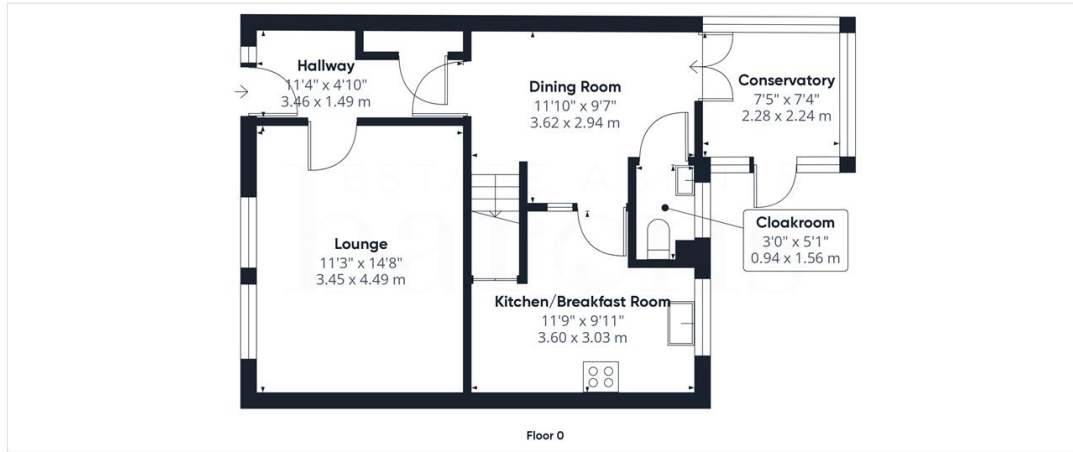 Hallway
11'4" x 4'10"
3.46 x 1.49 m
Dining Room
11'10" x 9'7"
3.62 x 2.94 m
Conservatory
7'5" x 7'4"
2.28 x 2.24 m
Lounge
11'3" x 14'8"
3.45 x 4.49 m
Cloakroom
3'0" x 5'1"
0.94 x 1.56 m
Kitchen/Breakfast Room
11'9" x 9'11"
3.60 x 3.03 m
Floor 0